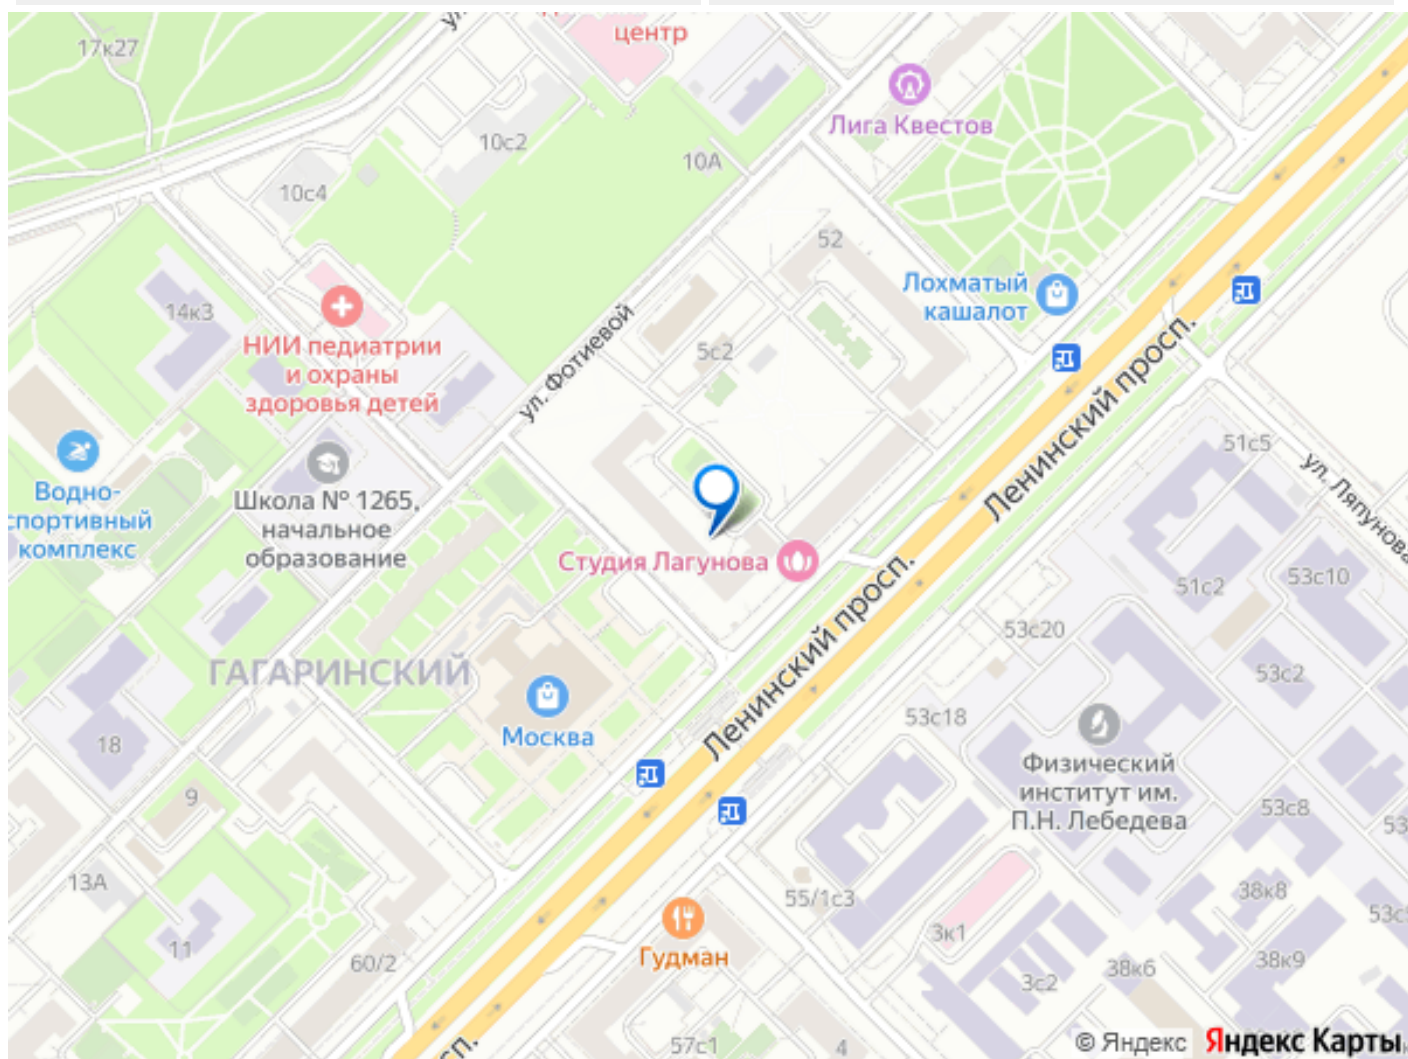 центр
17к27
Лига Квестов
10с2
10А
10с4
52
Лохматый
кашалот
14к3
НИИ педиатрии
и охраны
здоровья детей
ул. Фотиевой
5с2
Ленинский просп.
51с5
ул. Ляпунова
Водно-
спортивный
комплекс
Школа № 1265,
начальное
образование
Студия Лагунова
Ленинский просп.
51с2
53с10
53с20
53с2
ГАГАРИНСКИЙ
Москва
53с18
18
Физический
институт им.
П.Н. Лебедева
9
53с8
53
13А
55/1с3
38к8
3к1
11
Гудман
60/2
38к6
38к9
3с2
57с1
4
© Яндекс Яндекс Карты